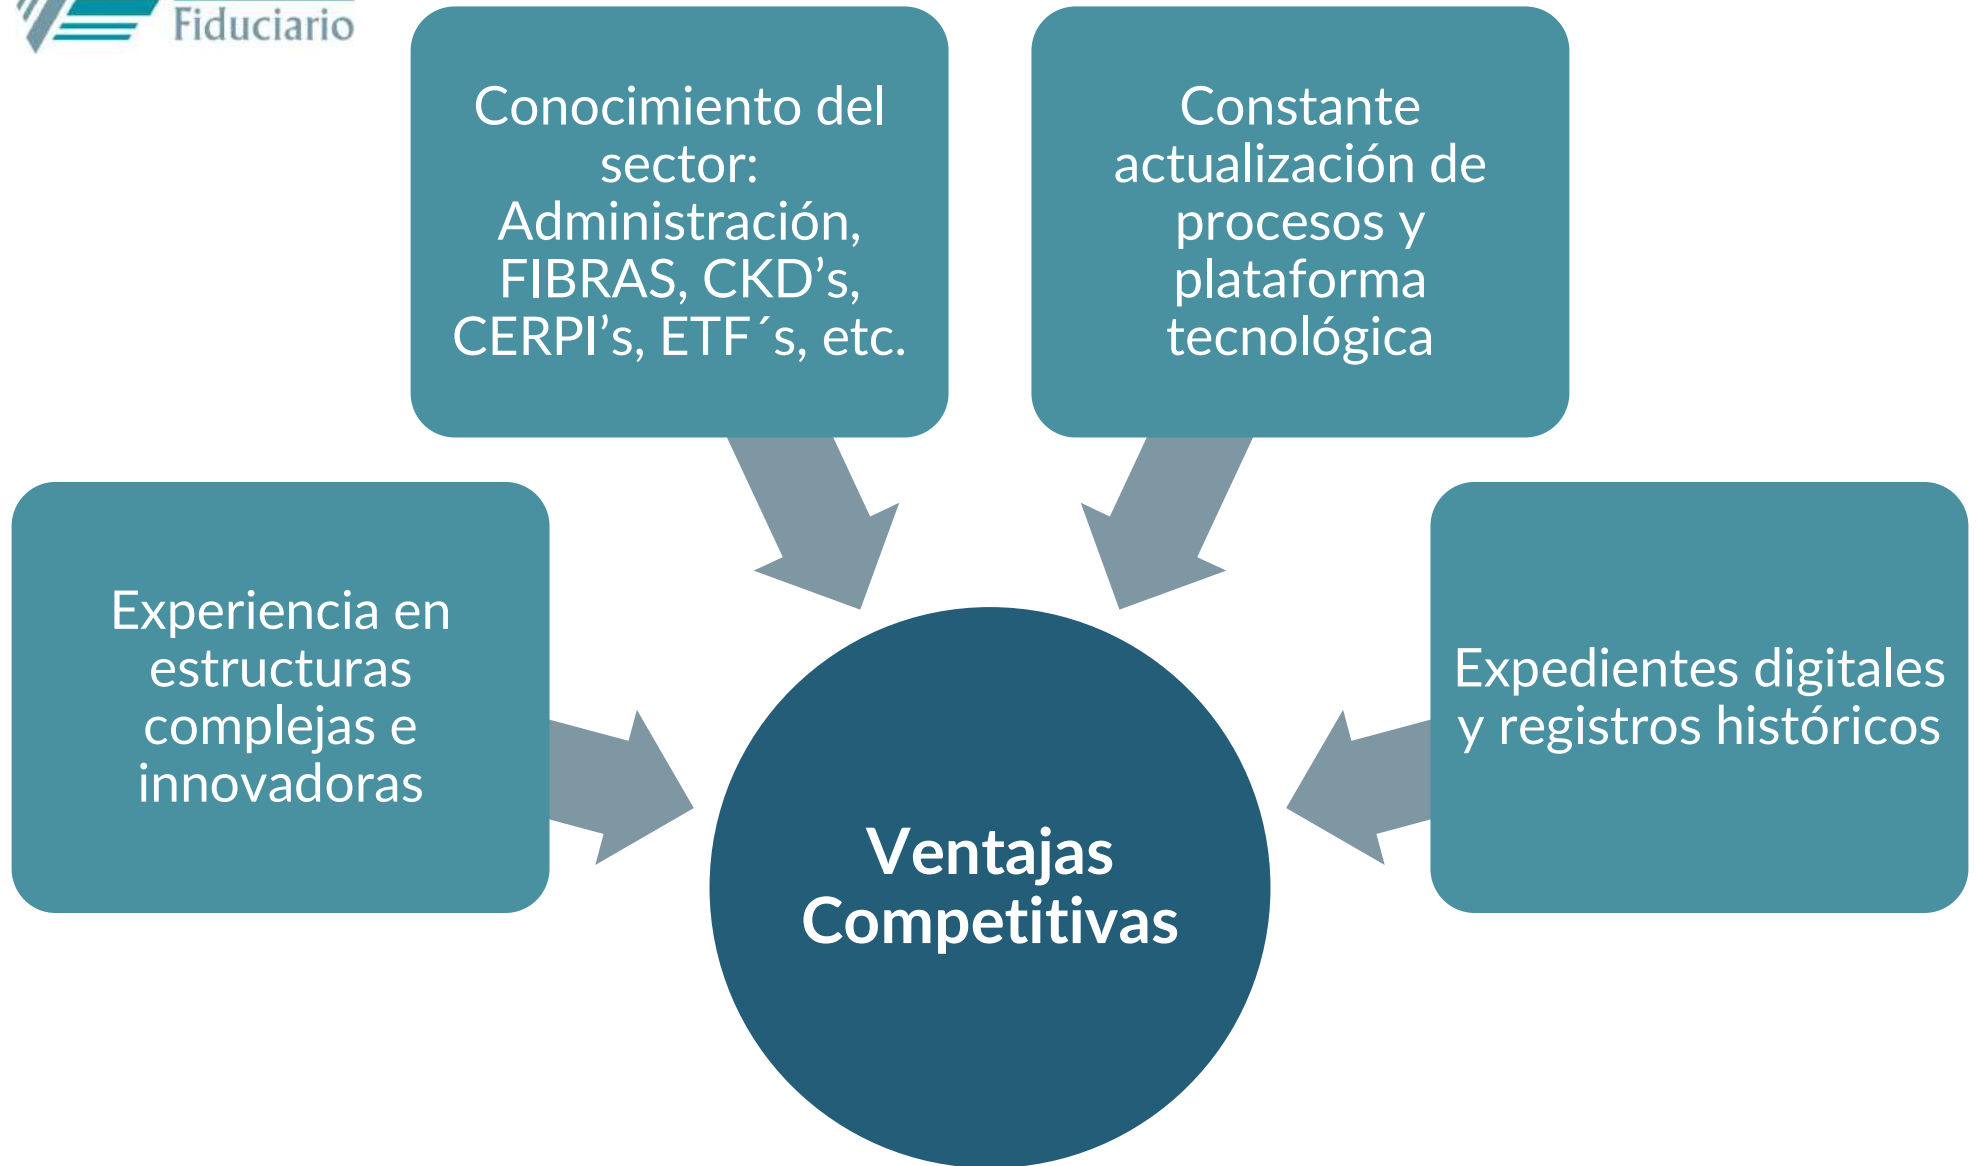 Fiduciario
Conocimiento del
sector:
Administración,
FIBRAS, CKD’s,
CERPI’s, ETF´s, etc.
Constante
actualización de
procesos y
plataforma
tecnológica
Experiencia en
estructuras
complejas e
innovadoras
Expedientes digitales
y registros históricos
Ventajas
Competitivas